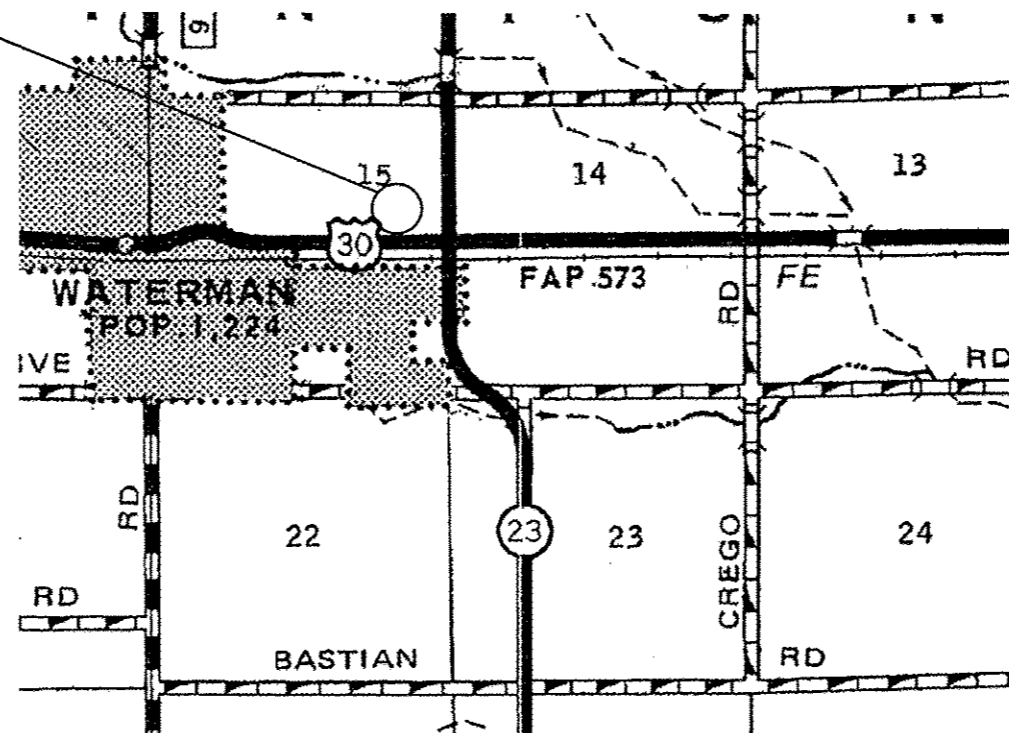 9
15
14
13
30
FAP 573
FE
WATERMAN
POP. 1,224
RD
IVE
RD
RD
22
23
23
CREGO
24
RD
BASTIAN
RD